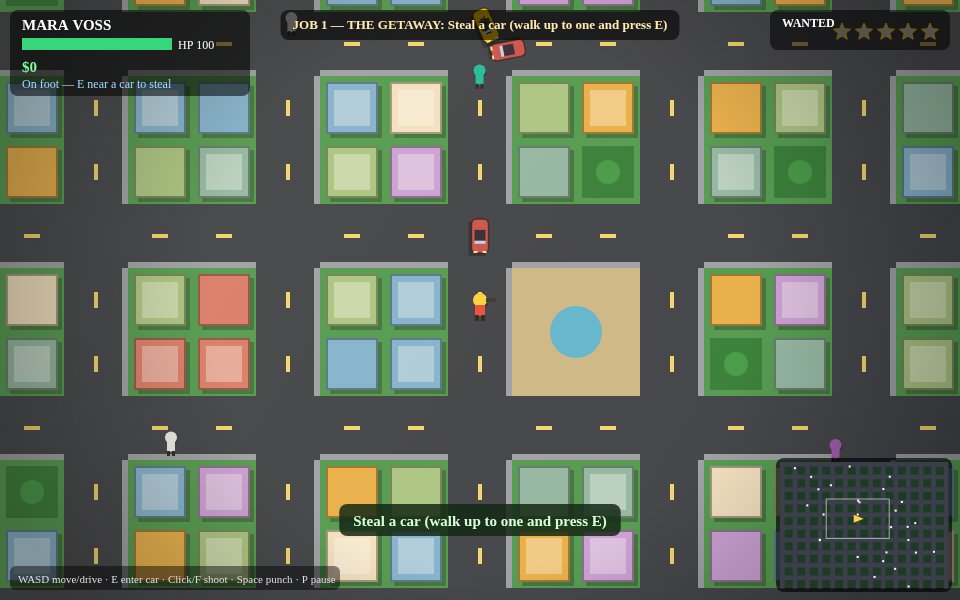 MARA VOSS
HP 100
$0
On foot — E near a car to steal
JOB 1 — THE GETAWAY: Steal a car (walk up to one and press E)
WANTED
Steal a car (walk up to one and press E)
WASD move/drive · E enter car · Click/F shoot · Space punch · P pause